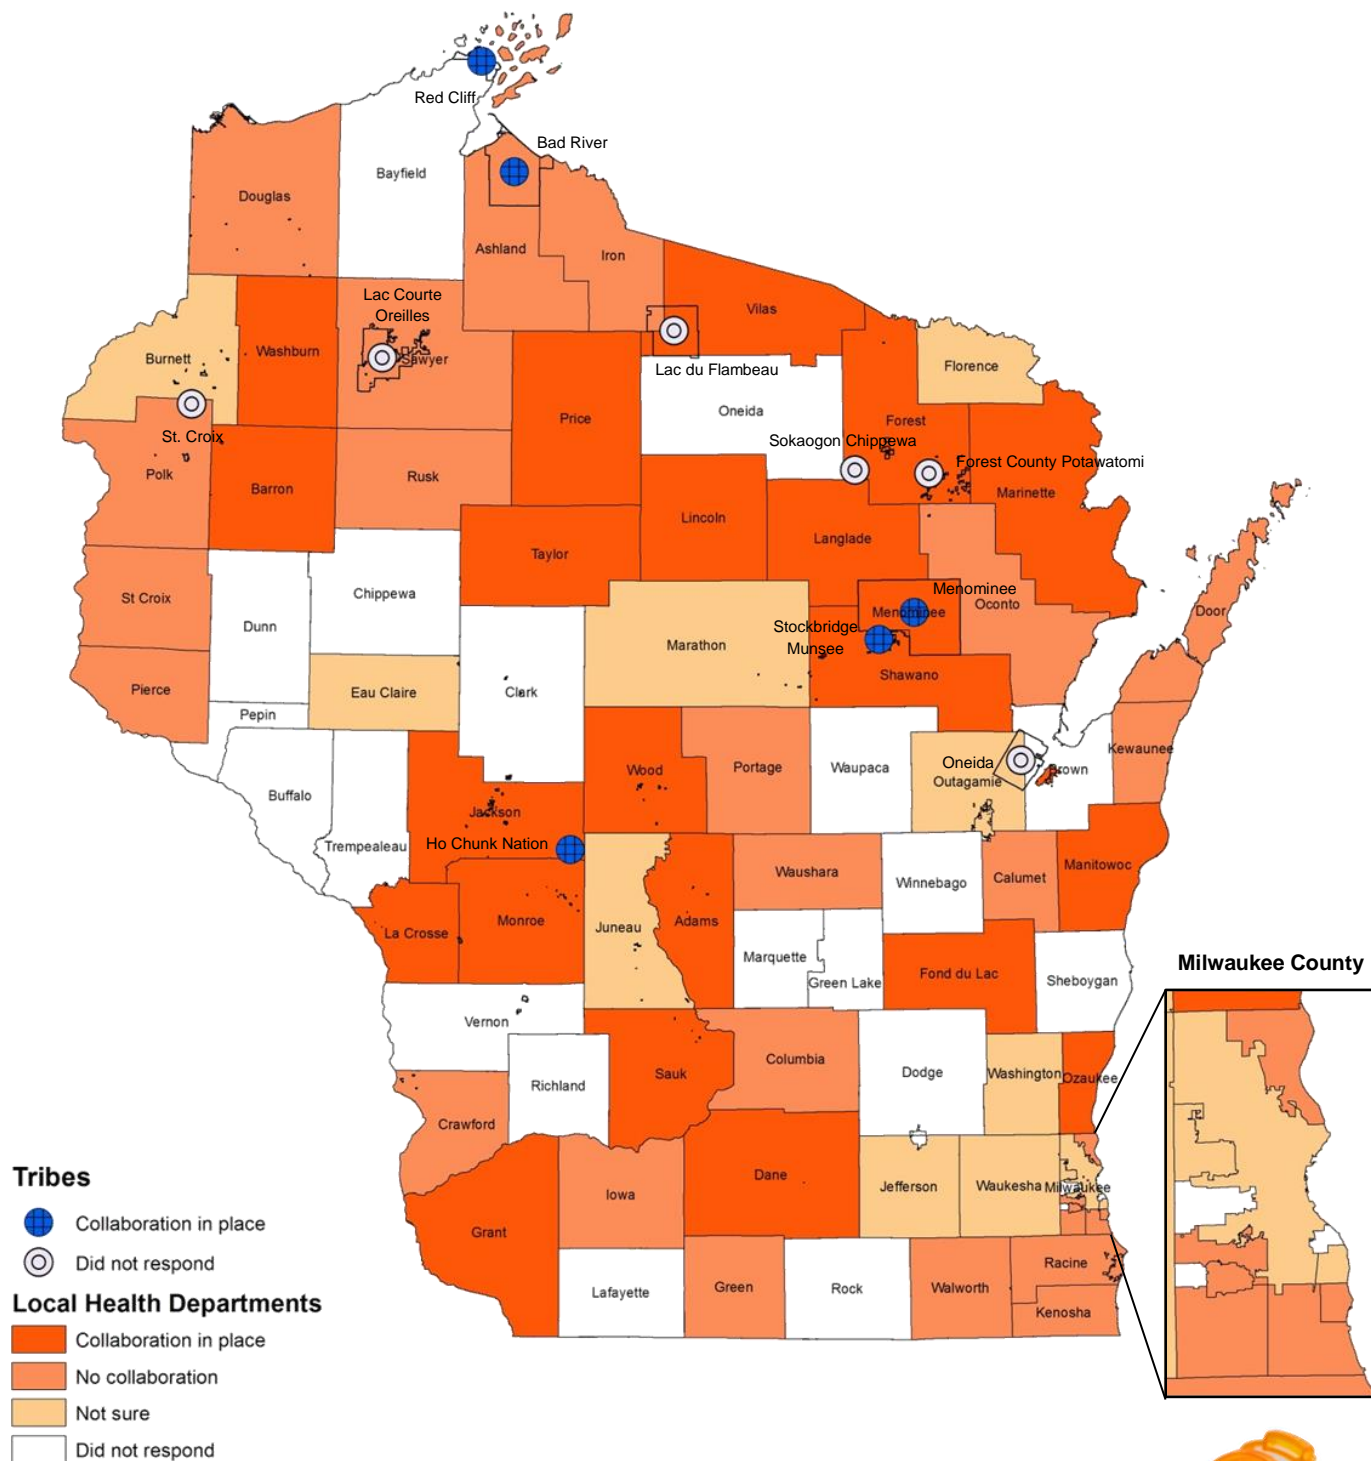 Red Cliff
Bad River
Bayfield
Douglas
Ashland
Iron
Lac Courte
Oreilles
Vilas
Burnett
Washburn
Sawyer
Lac du Flambeau
Florence
Oneida
Price
Forest
St. Croix
Sokaogon Chippewa
Forest County Potawatomi
Polk
Barron
Rusk
Marinette
Lincoln
Langlade
Taylor
Chippewa
Menominee
St Croix
Dunn
Menominee
Oconto
Door
Stockbridge
Munsee
Marathon
Shawano
Pierce
Eau Claire
Clark
Pepin
Kewaunee
Oneida
Wood
Portage
Waupaca
Outagamie
Brown
Buffalo
Jackson
Trempealeau
Ho Chunk Nation
Waushara
Winnebago
Calumet
Manitowoc
La Crosse
Monroe
Juneau
Adams
Marquette
Green Lake
Fond du Lac
Sheboygan
Milwaukee County
Vernon
Richland
Sauk
Columbia
Dodge
Washington
Ozaukee
Crawford
Dane
Jefferson
Waukesha
Milwaukee
Iowa
Grant
Lafayette
Green
Rock
Walworth
Racine
Kenosha
Tribes
Collaboration in place
Did not respond
Local Health Departments
Collaboration in place
No collaboration
Not sure
Did not respond